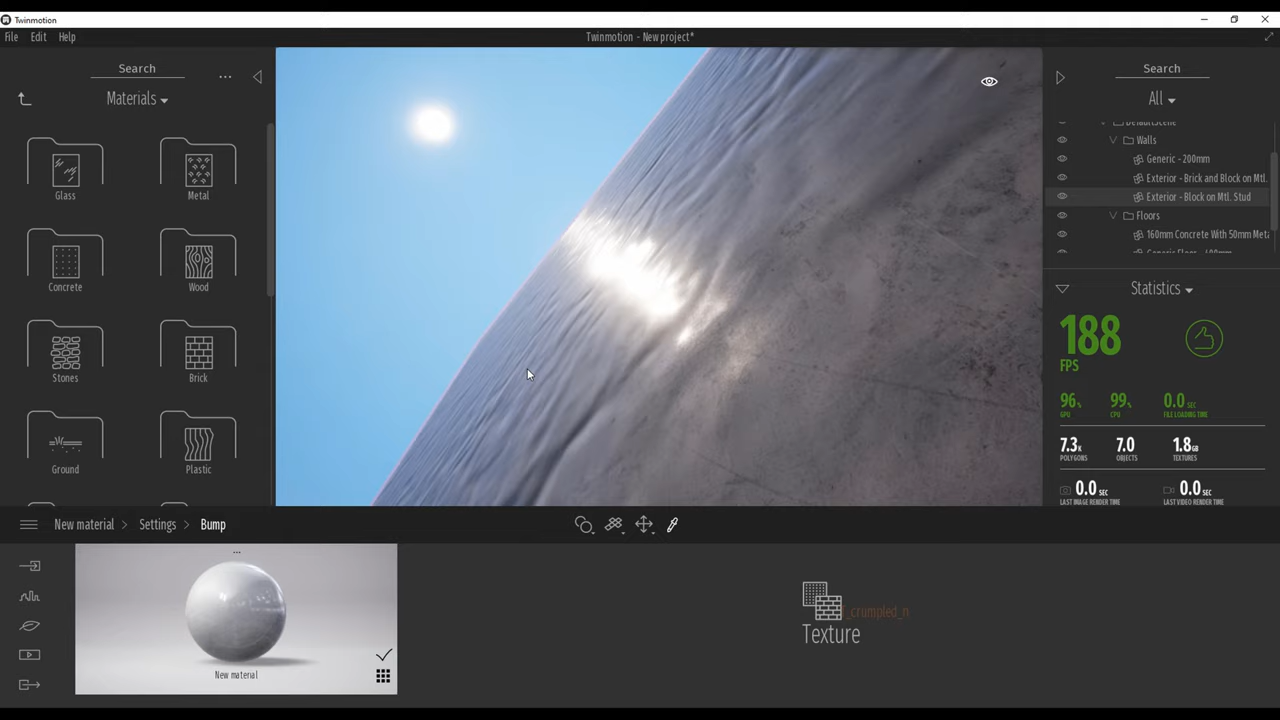 Twinmotion
File Edit Help
Twinmotion - New project*
Search
...
Materials
Glass
Metal
Concrete
Wood
Stones
Brick
Ground
Plastic
Search
All
DefaultScene
Walls
Generic - 200mm
Exterior - Brick and Block on Mtl.
Exterior - Block on Mtl. Stud
Floors
160mm Concrete With 50mm Meta
Statistics
188
FPS
96%
GPU
99%
CPU
0.0 SEC
FILE LOADING TIME
7.3K
POLYGONS
7.0
OBJECTS
1.8GB
TEXTURES
0.0 SEC
LAST IMAGE RENDER TIME
0.0 SEC
LAST VIDEO RENDER TIME
New material > Settings > Bump
...
New material
_crumpled_n
Texture